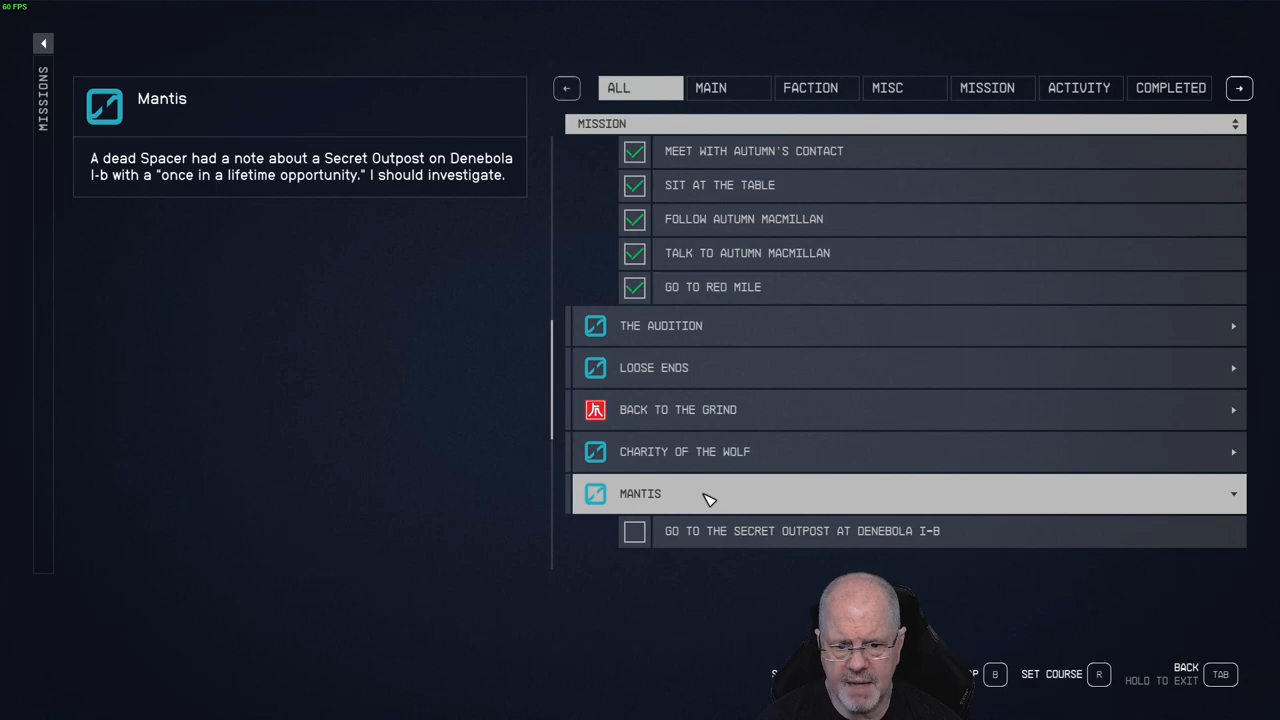 60 FPS
MISSIONS
Mantis
A dead Spacer had a note about a Secret Outpost on Denebola
I-b with a "once in a lifetime opportunity." I should investigate.
ALL MAIN FACTION MISC MISSION ACTIVITY COMPLETED
MISSION
MEET WITH AUTUMN'S CONTACT
SIT AT THE TABLE
FOLLOW AUTUMN MACMILLAN
TALK TO AUTUMN MACMILLAN
GO TO RED MILE
THE AUDITION
LOOSE ENDS
BACK TO THE GRIND
CHARITY OF THE WOLF
MANTIS
GO TO THE SECRET OUTPOST AT DENEBOLA I-B
B SET COURSE R BACK
HOLD TO EXIT TAB